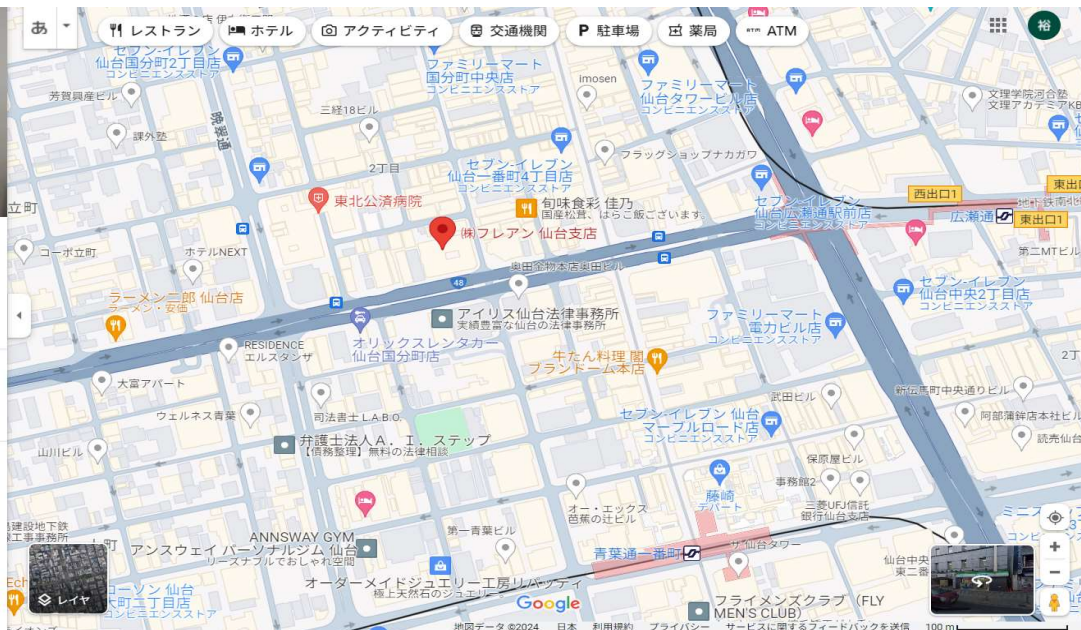 あ
レストラン
ホテル
アクティビティ
交通機関
P 駐車場
薬局
ATM
裕
セブン-イレブン
仙台国分町2丁目店
コンビニエンスストア
芳賀興産ビル
課外塾
晩翠通
三経18ビル
2丁目
ファミリーマート
国分町中央店
コンビニエンスストア
imosen
ファミリーマート
仙台タワービル店
コンビニエンスストア
文理学院河合塾
フラッグショップナカガワ
セブン-イレブン
仙台一番町4丁目店
コンビニエンスストア
東北公済病院
旬味食彩 佳乃
国産松茸、はらこ飯ございます。
㈱フレアン 仙台支店
セブン-イレブン
仙台広瀬通駅前店
コンビニエンスストア
西出口1
広瀬通
東出口1
第二MTビル
立町
コーポ立町
ホテルNEXT
奥田金物本店奥田ビル
48
ラーメン二郎 仙台店
ラーメン・安価
アイリス仙台法律事務所
実績豊富な仙台の法律事務所
オリックスレンタカー
仙台国分町店
RESIDENCE
エルスタンザ
ファミリーマート
電力ビル店
コンビニエンスストア
セブン-イレブン
仙台中央2丁目店
コンビニエンスストア
牛たん料理 閣
ブランドーム本店
大富アパート
ウェルネス青葉
司法書士 L.A.B.O.
弁護士法人A.I.ステップ
【債務整理】無料の法律相談
山川ビル
武田ビル
新伝馬町中央通りビル
阿部蒲鉾店本社ビル
読売仙台
セブン-イレブン 仙台
マーブルロード店
コンビニエンスストア
保原屋ビル
事務館2
三菱UFJ信託
銀行仙台支店
藤崎
デパート
オー・エックス
芭蕉の辻ビル
第一青葉ビル
青葉通一番町
ザ仙台タワー
ANNSWAY GYM
アンスウェイ パーソナルジム 仙台
リーズナブルでおしゃれ空間
オーダーメイドジュエリー工房リバッティ
極上天然石のジュエリー
フライメンズクラブ（FLY
MEN'S CLUB)
仙台中央
東二番
レイヤ
ローソン 仙台
大町二丁目店
コンビニエンスストア
Google
地図データ ©2024 日本 利用規約 プライバシー サービスに関するフィードバックを送信 100 m